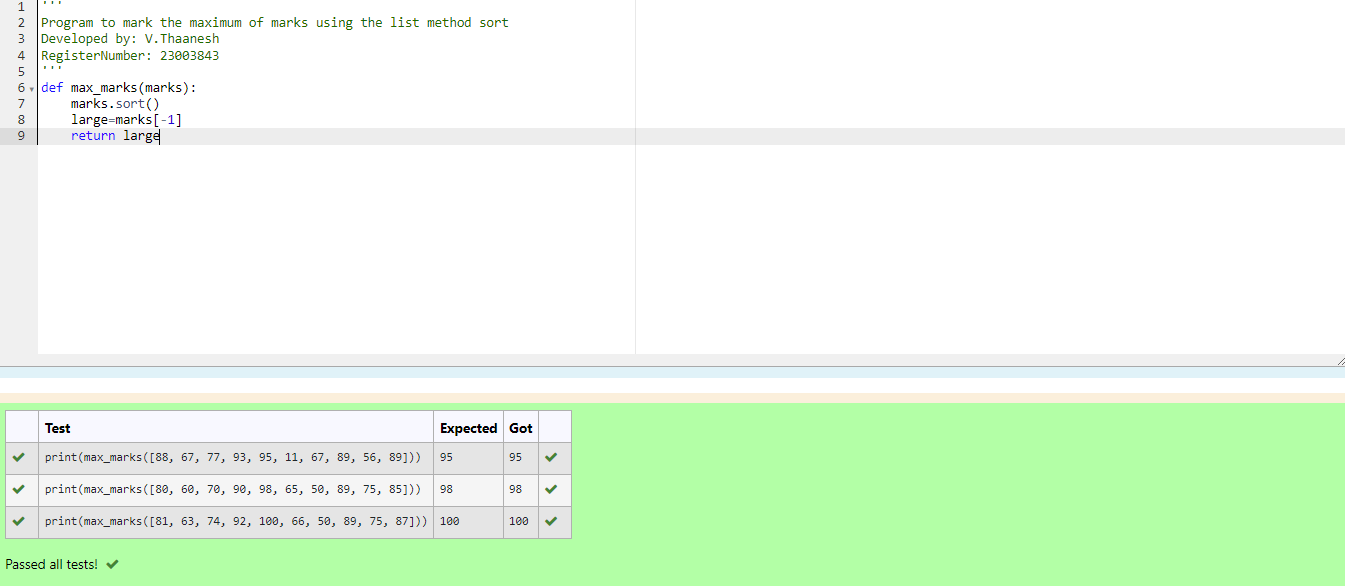 1 '''
2 Program to mark the maximum of marks using the list method sort
3 Developed by: V.Thaanesh
4 RegisterNumber: 23003843
5 '''
6 def max_marks(marks):
7     marks.sort()
8     large=marks[-1]
9     return large
Test Expected Got
print(max_marks([88, 67, 77, 93, 95, 11, 67, 89, 56, 89])) 95 95
print(max_marks([80, 60, 70, 90, 98, 65, 50, 89, 75, 85])) 98 98
print(max_marks([81, 63, 74, 92, 100, 66, 50, 89, 75, 87])) 100 100
Passed all tests!